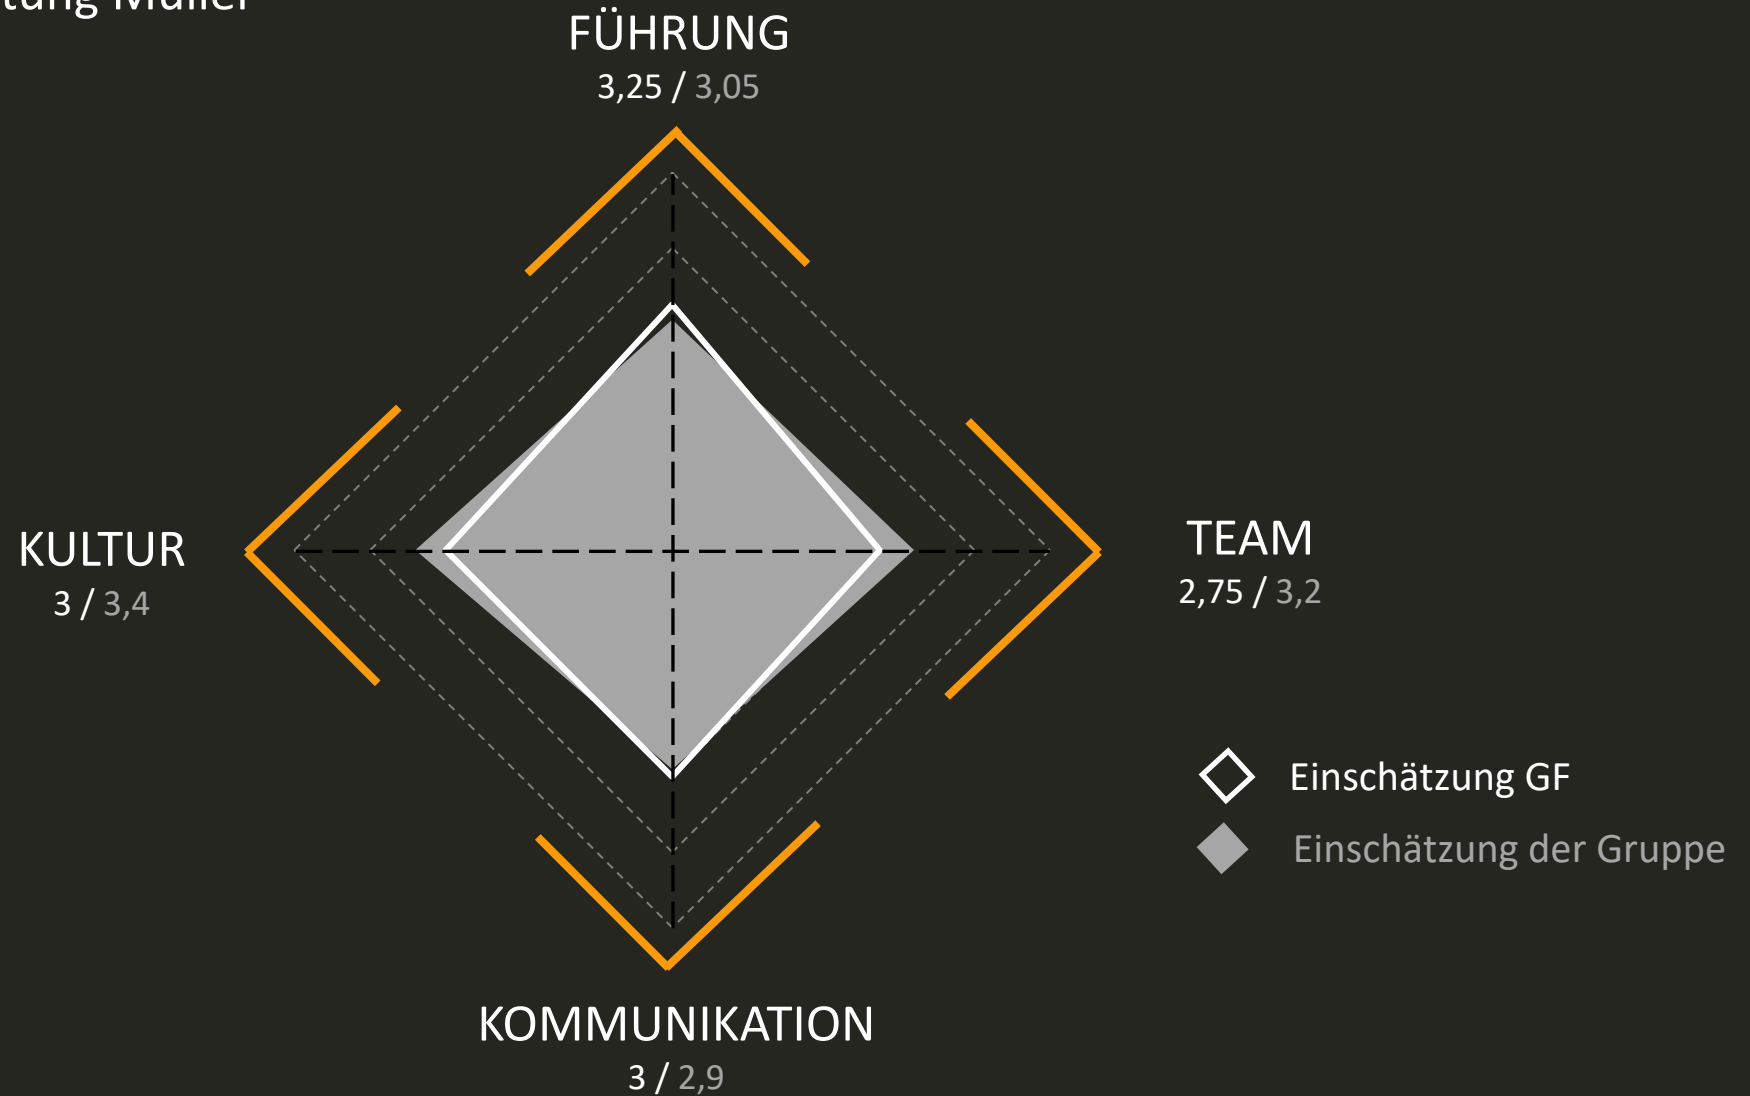 FÜHRUNG
3,25 / 3,05
KULTUR
3 / 3,4
TEAM
2,75 / 3,2
Einschätzung GF
Einschätzung der Gruppe
KOMMUNIKATION
3 / 2,9